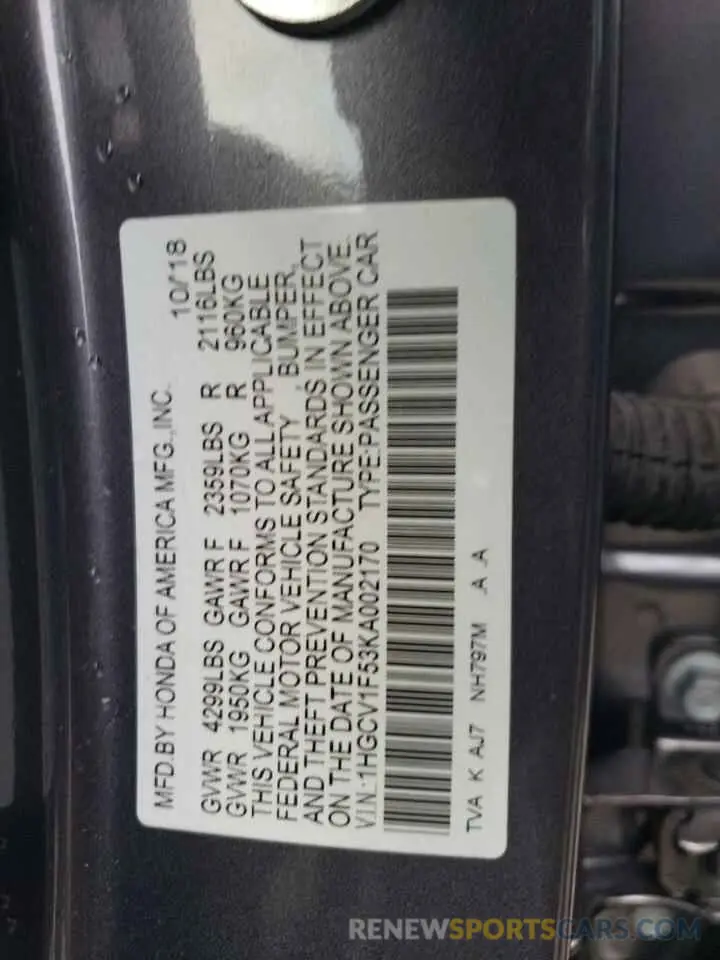 MFD.BY HONDA OF AMERICA MFG.,INC. 10/18
GVWR 4299LBS GAWR F 2359LBS R 2116LBS
GVWR 1950KG GAWR F 1070KG R 960KG
THIS VEHICLE CONFORMS TO ALL APPLICABLE
FEDERAL MOTOR VEHICLE SAFETY , BUMPER,
AND THEFT PREVENTION STANDARDS IN EFFECT
ON THE DATE OF MANUFACTURE SHOWN ABOVE.
VIN:1HGCV1F53KA002170 TYPE:PASSENGER CAR
TVA K AJ7 NH797M .A .A
RENEWSPORTSCARS.COM